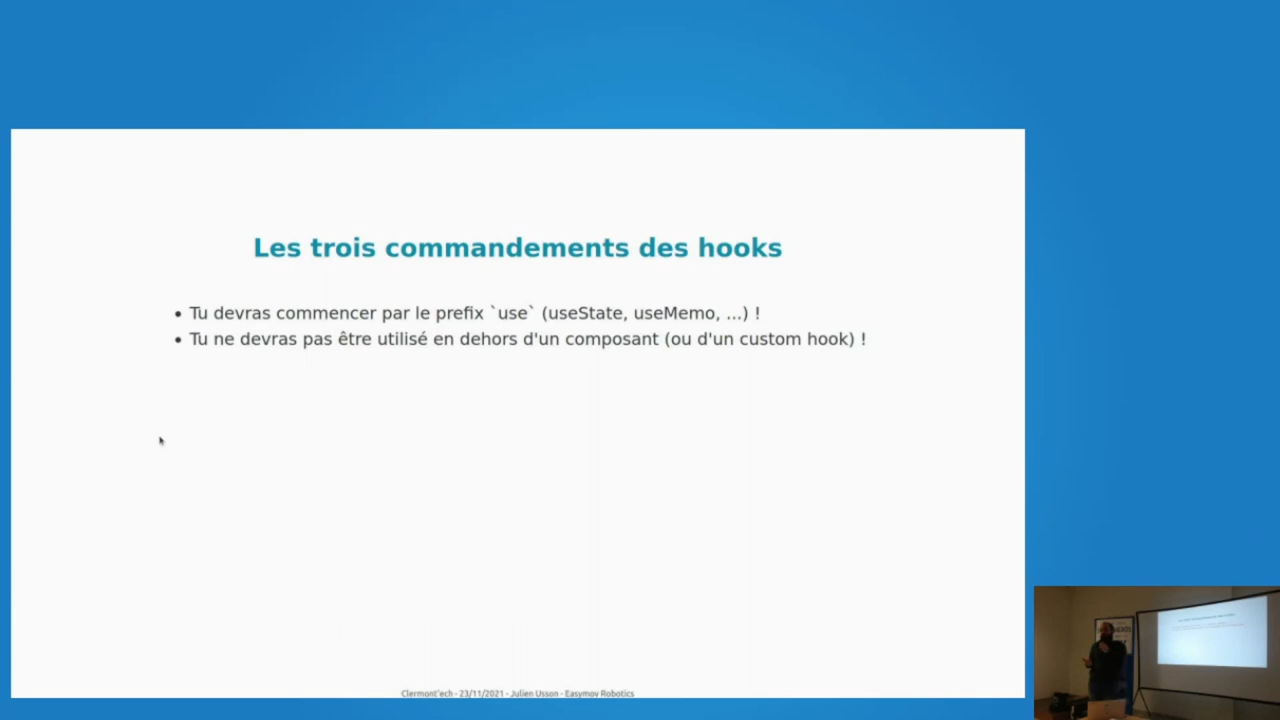 Les trois commandements des hooks
• Tu devras commencer par le prefix `use` (useState, useMemo, ...) !
• Tu ne devras pas être utilisé en dehors d'un composant (ou d'un custom hook) !
Clermont'ech - 23/11/2021 - Julien Usson - Easymov Robotics